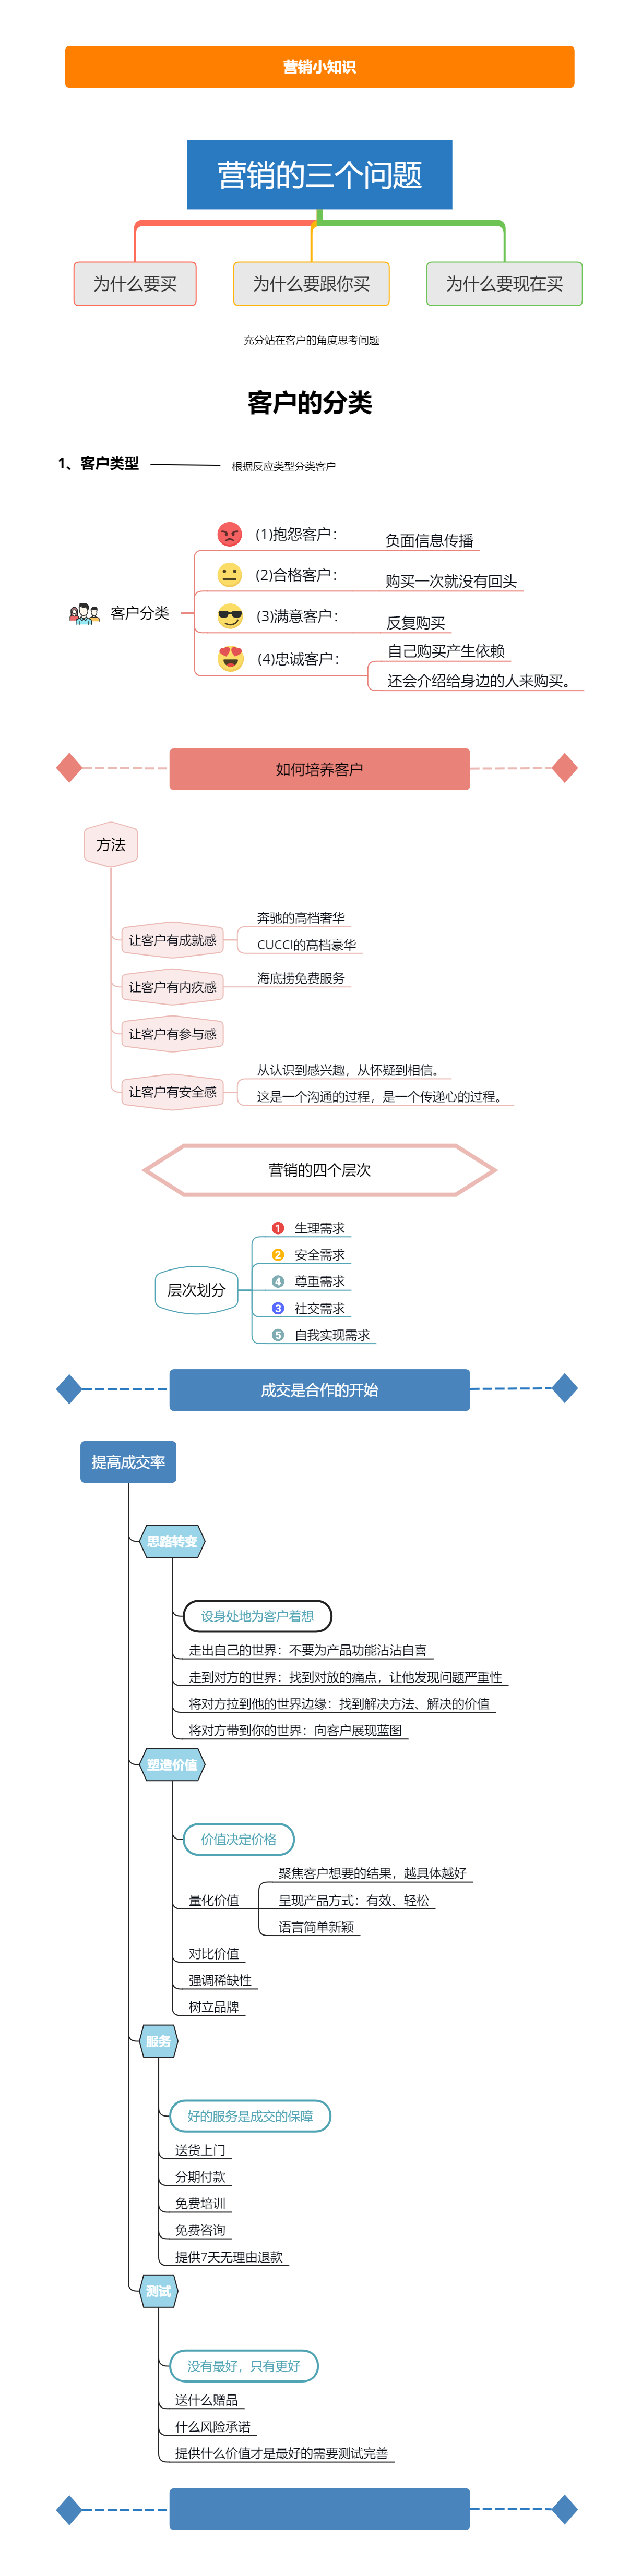 营销小知识
营销的三个问题
为什么要买
为什么要跟你买
为什么要现在买
充分站在客户的角度思考问题
客户的分类
1、客户类型
根据反应类型分类客户
客户分类
(1)抱怨客户：
负面信息传播
(2)合格客户：
购买一次就没有回头
(3)满意客户：
反复购买
(4)忠诚客户：
自己购买产生依赖
还会介绍给身边的人来购买。
如何培养客户
方法
让客户有成就感
奔驰的高档奢华
CUCCI的高档豪华
让客户有内疚感
海底捞免费服务
让客户有参与感
让客户有安全感
从认识到感兴趣，从怀疑到相信。
这是一个沟通的过程，是一个传递心的过程。
营销的四个层次
层次划分
1 生理需求
2 安全需求
4 尊重需求
3 社交需求
5 自我实现需求
成交是合作的开始
提高成交率
思路转变
设身处地为客户着想
走出自己的世界：不要为产品功能沾沾自喜
走到对方的世界：找到对放的痛点，让他发现问题严重性
将对方拉到他的世界边缘：找到解决方法、解决的价值
将对方带到你的世界：向客户展现蓝图
塑造价值
价值决定价格
量化价值
聚焦客户想要的结果，越具体越好
呈现产品方式：有效、轻松
语言简单新颖
对比价值
强调稀缺性
树立品牌
服务
好的服务是成交的保障
送货上门
分期付款
免费培训
免费咨询
提供7天无理由退款
测试
没有最好，只有更好
送什么赠品
什么风险承诺
提供什么价值才是最好的需要测试完善